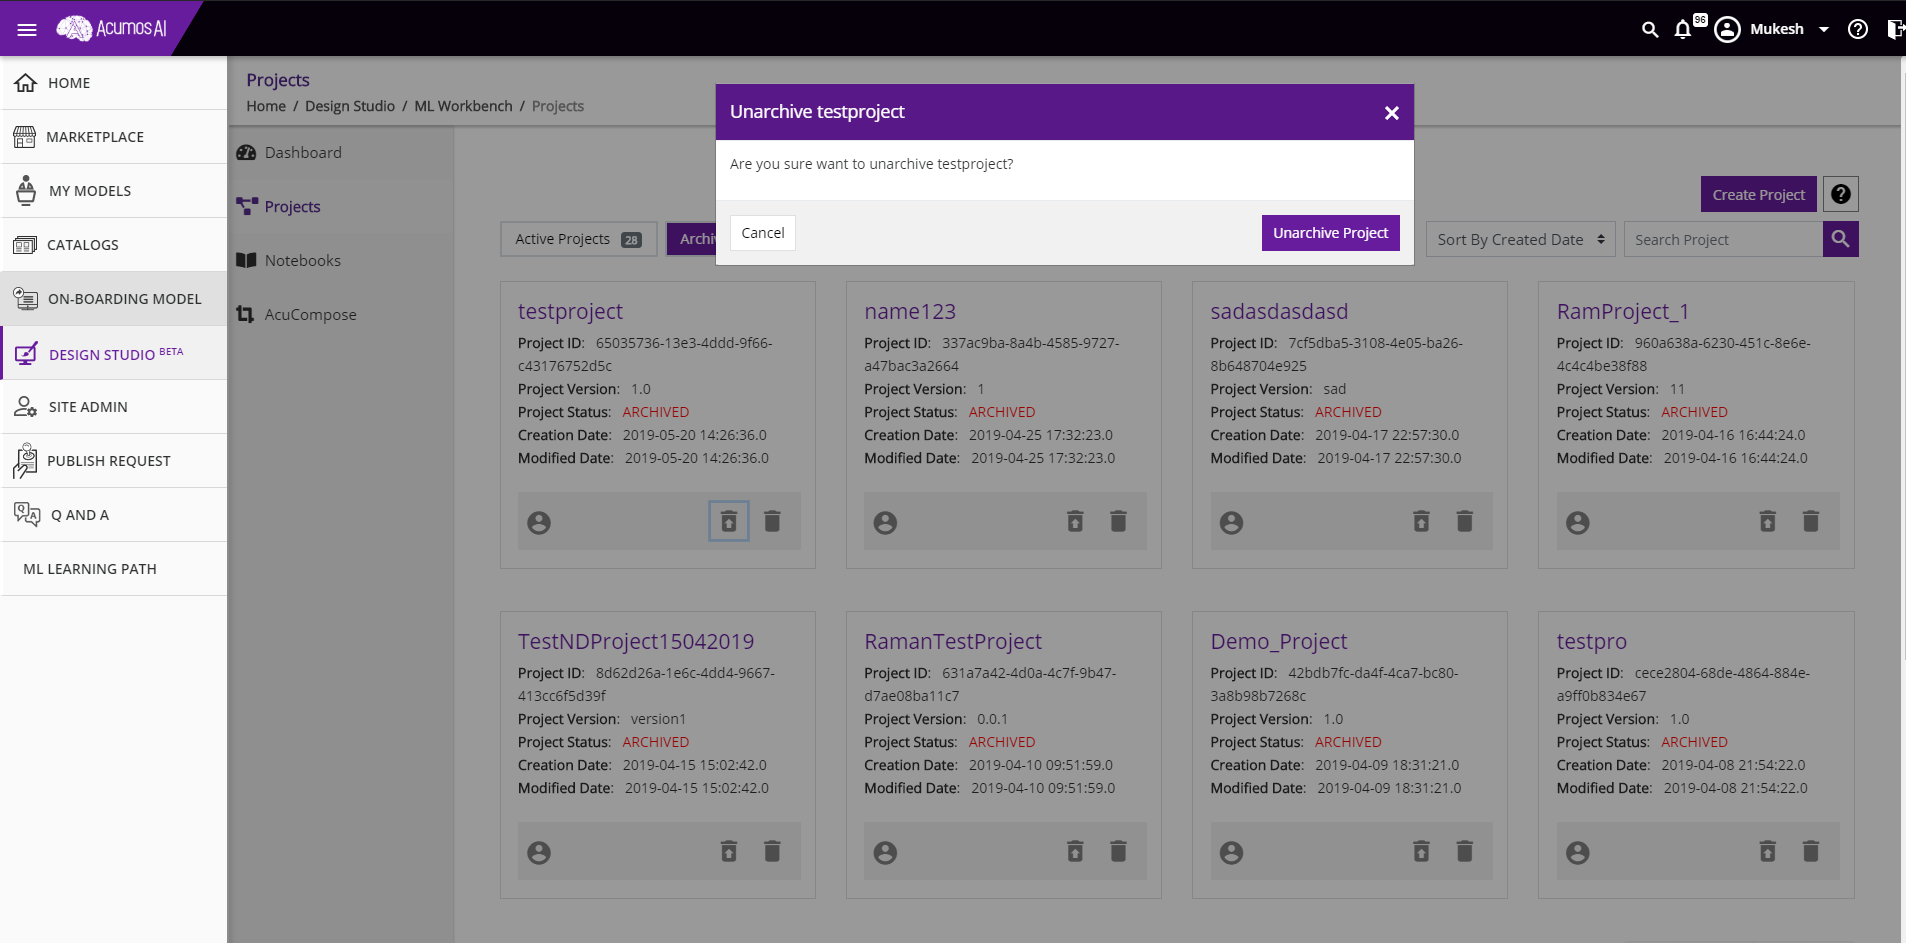 Acumos AI
96
Mukesh
HOME
MARKETPLACE
MY MODELS
CATALOGS
ON-BOARDING MODEL
DESIGN STUDIO BETA
SITE ADMIN
PUBLISH REQUEST
Q AND A
ML LEARNING PATH
Projects
Home / Design Studio / ML Workbench / Projects
Dashboard
Projects
Notebooks
AcuCompose
Unarchive testproject
Are you sure want to unarchive testproject?
Cancel
Unarchive Project
Create Project
Active Projects 28
Sort By Created Date
Search Project
testproject
Project ID: 65035736-13e3-4ddd-9f66-
c43176752d5c
Project Version: 1.0
Project Status: ARCHIVED
Creation Date: 2019-05-20 14:26:36.0
Modified Date: 2019-05-20 14:26:36.0
name123
Project ID: 337ac9ba-8a4b-4585-9727-
a47bac3a2664
Project Version: 1
Project Status: ARCHIVED
Creation Date: 2019-04-25 17:32:23.0
Modified Date: 2019-04-25 17:32:23.0
sadasdasdasd
Project ID: 7cf5dba5-3108-4e05-ba26-
8b648704e925
Project Version: sad
Project Status: ARCHIVED
Creation Date: 2019-04-17 22:57:30.0
Modified Date: 2019-04-17 22:57:30.0
RamProject_1
Project ID: 960a638a-6230-451c-8e6e-
4c4c4be38f88
Project Version: 11
Project Status: ARCHIVED
Creation Date: 2019-04-16 16:44:24.0
Modified Date: 2019-04-16 16:44:24.0
TestNDProject15042019
Project ID: 8d62d26a-1e6c-4dd4-9667-
413cc6f5d39f
Project Version: version1
Project Status: ARCHIVED
Creation Date: 2019-04-15 15:02:42.0
Modified Date: 2019-04-15 15:02:42.0
RamanTestProject
Project ID: 631a7a42-4d0a-4c7f-9b47-
d7ae08ba11c7
Project Version: 0.0.1
Project Status: ARCHIVED
Creation Date: 2019-04-10 09:51:59.0
Modified Date: 2019-04-10 09:51:59.0
Demo_Project
Project ID: 42bdb7fc-da4f-4ca7-bc80-
3a8b98b7268c
Project Version: 1.0
Project Status: ARCHIVED
Creation Date: 2019-04-09 18:31:21.0
Modified Date: 2019-04-09 18:31:21.0
testpro
Project ID: cece2804-68de-4864-884e-
a9ff0b834e67
Project Version: 1.0
Project Status: ARCHIVED
Creation Date: 2019-04-08 21:54:22.0
Modified Date: 2019-04-08 21:54:22.0